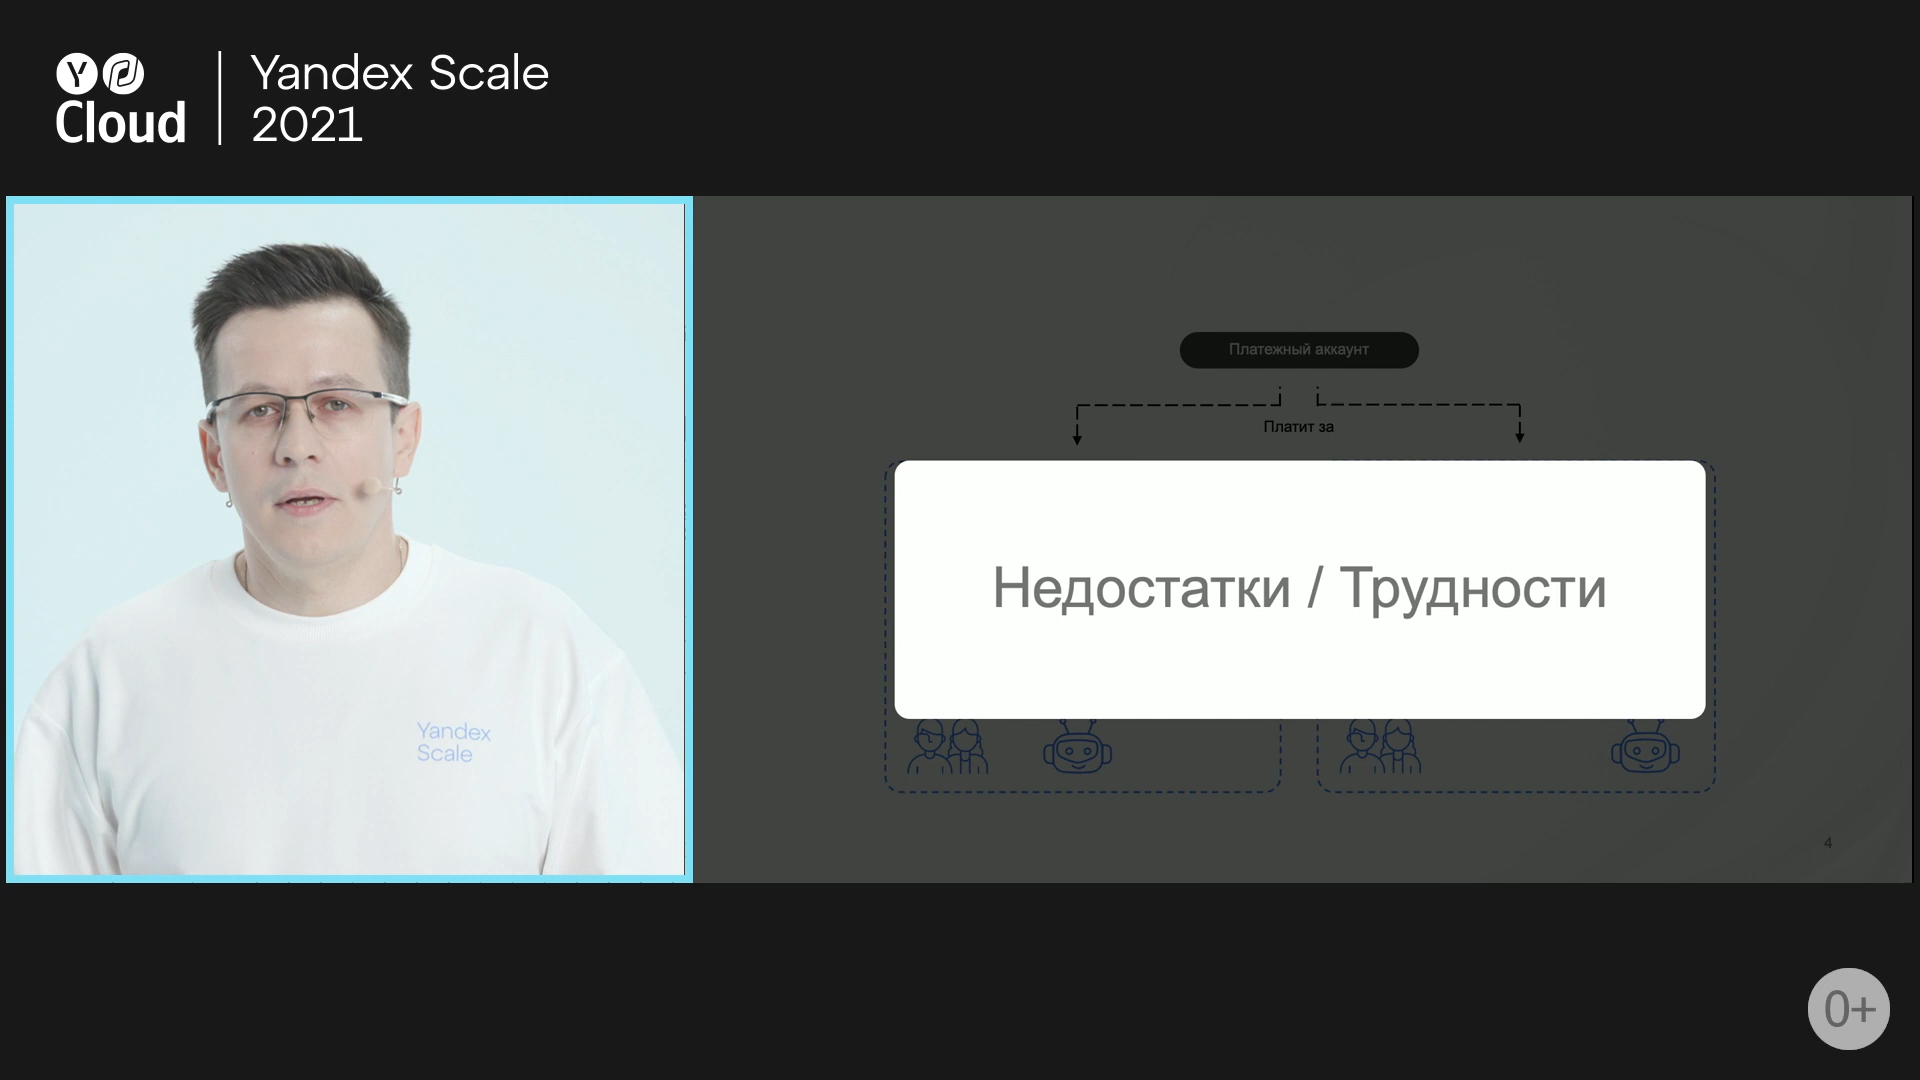 Cloud
Yandex Scale
2021
Платежный аккаунт
Платит за
Недостатки / Трудности
Yandex
Scale
4
0+